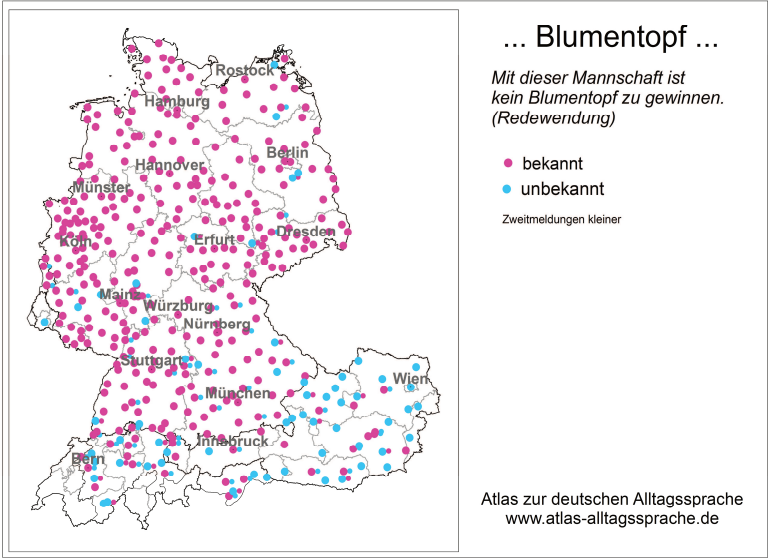 ... Blumentopf ...
Mit dieser Mannschaft ist
kein Blumentopf zu gewinnen.
(Redewendung)
bekannt
unbekannt
Zweitmeldungen kleiner
Rostock
Hamburg
Berlin
Hannover
Münster
Dresden
Köln
Erfurt
Mainz
Würzburg
Nürnberg
Stuttgart
Wien
München
Innsbruck
Bern
Atlas zur deutschen Alltagssprache
www.atlas-alltagssprache.de